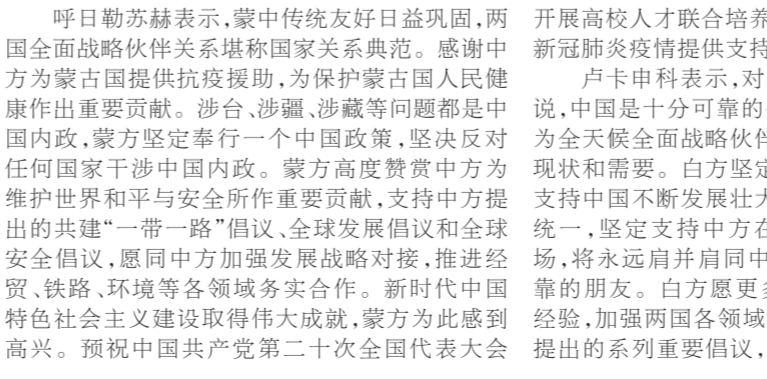 呼日勒苏赫表示,蒙中传统友好日益巩固,两
国全面战略伙伴关系堪称国家关系典范。感谢中
方为蒙古国提供抗疫援助,为保护蒙古国人民健
康作出重要贡献。涉台、涉疆、涉藏等问题都是中
国内政,蒙方坚定奉行一个中国政策,坚决反对
任何国家干涉中国内政。蒙方高度赞赏中方为
维护世界和平与安全所作重要贡献,支持中方提
出的共建“一带一路”倡议、全球发展倡议和全球
安全倡议,愿同中方加强发展战略对接,推进经
贸、铁路、环境等各领域务实合作。新时代中国
特色社会主义建设取得伟大成就,蒙方为此感到
高兴。预祝中国共产党第二十次全国代表大会
开展高校人才联合培养
新冠肺炎疫情提供支持
卢卡申科表示,对
说,中国是十分可靠的
为全天候全面战略伙伴
现状和需要。白方坚定
支持中国不断发展壮大
统一,坚定支持中方在
场,将永远肩并肩同中
靠的朋友。白方愿更多
经验,加强两国各领域
提出的系列重要倡议,